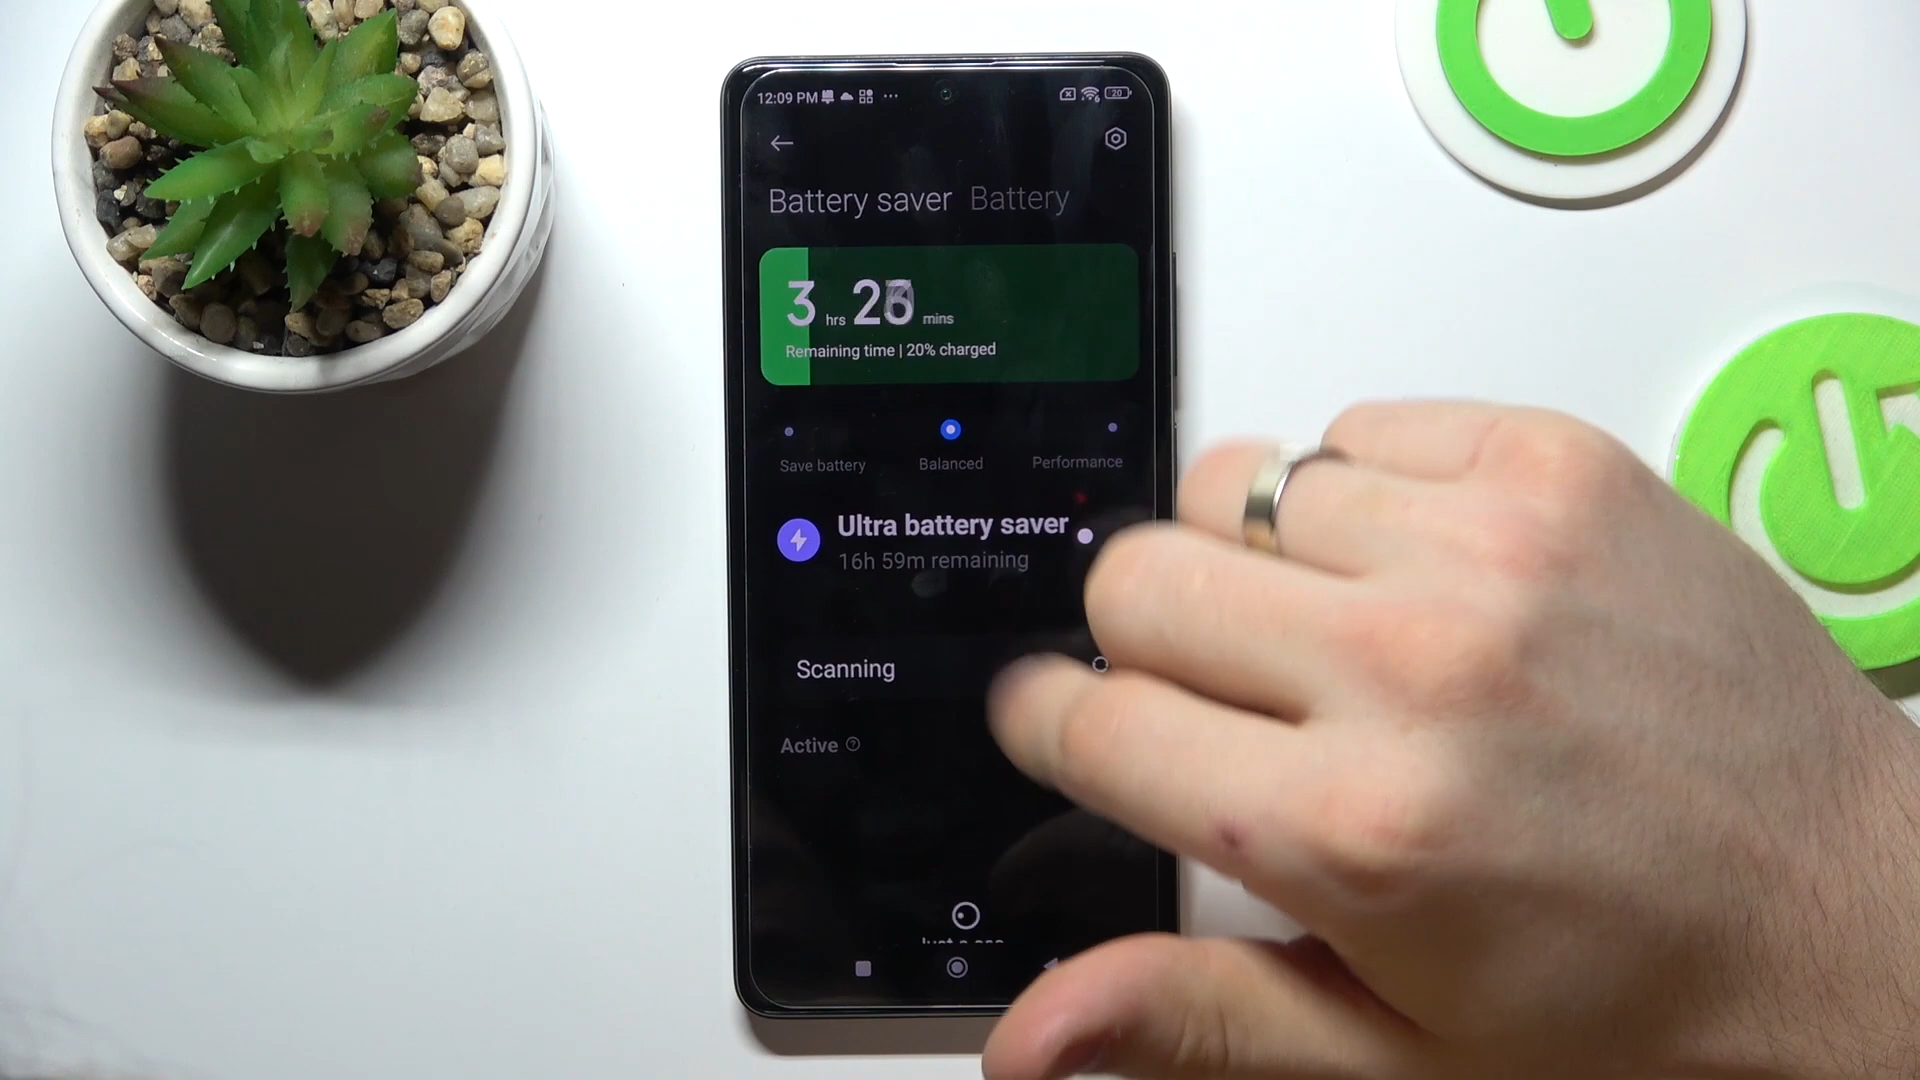 12:09 PM 20
Battery saver Battery
3 hrs mins
Remaining time | 20% charged
Save battery Balanced Performance
Ultra battery saver
16h 59m remaining
Scanning
Active